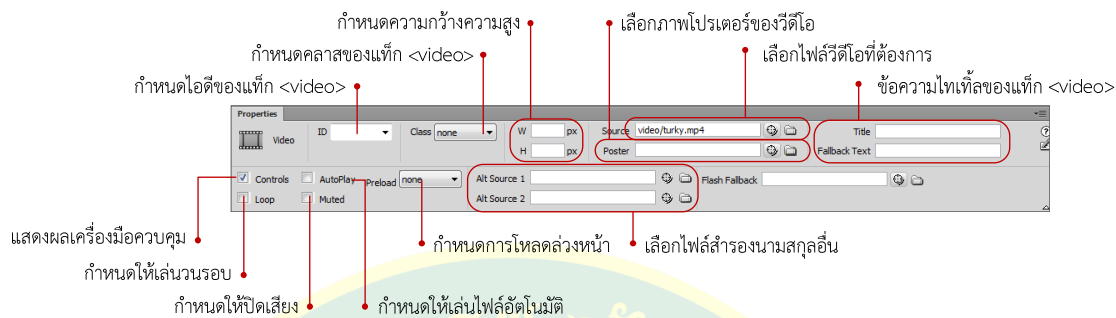 กำหนดความกว้างความสูง
เลือกภาพโปรเตอร์ของวีดีโอ
กำหนดคลาสของแท็ก <video>
เลือกไฟล์วีดีโอที่ต้องการ
กำหนดไอดีของแท็ก <video>
ข้อความไทเทิ้ลของแท็ก <video>
Properties
Video ID Class none W px Source video/turky.mp4 Title
H px Poster Fallback Text
Controls AutoPlay Preload none Alt Source 1 Flash Fallback
Loop Muted Alt Source 2
แสดงผลเครื่องมือควบคุม
กำหนดการโหลดล่วงหน้า
เลือกไฟล์สำรองนามสกุลอื่น
กำหนดให้เล่นวนรอบ
กำหนดให้ปิดเสียง
กำหนดให้เล่นไฟล์อัตโนมัติ